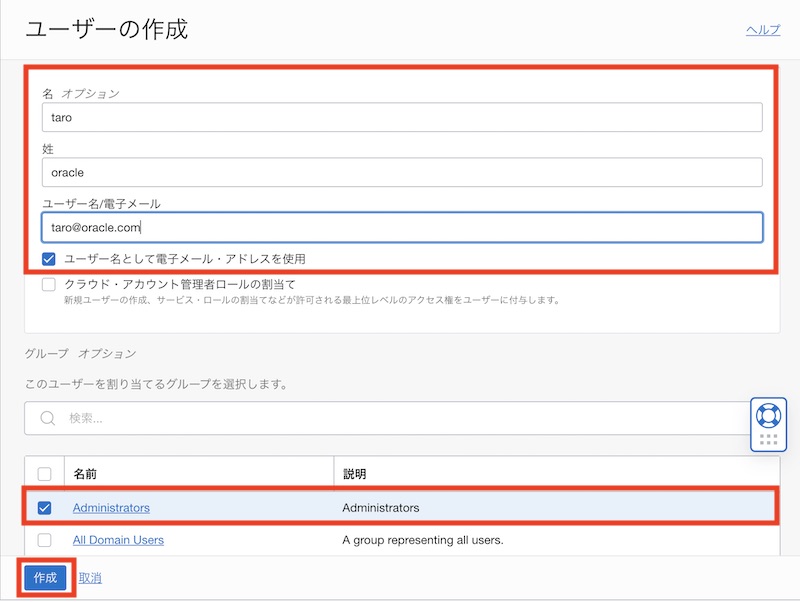 ユーザーの作成
ヘルプ
名 オプション
taro
姓
oracle
ユーザー名/電子メール
taro@oracle.com
ユーザー名として電子メール・アドレスを使用
クラウド・アカウント管理者ロールの割当て
新規ユーザーの作成、サービス・ロールの割当てなどが許可される最上位レベルのアクセス権をユーザーに付与します。
グループ オプション
このユーザーを割り当てるグループを選択します。
検索...
名前 説明
Administrators Administrators
All Domain Users A group representing all users.
作成 取消